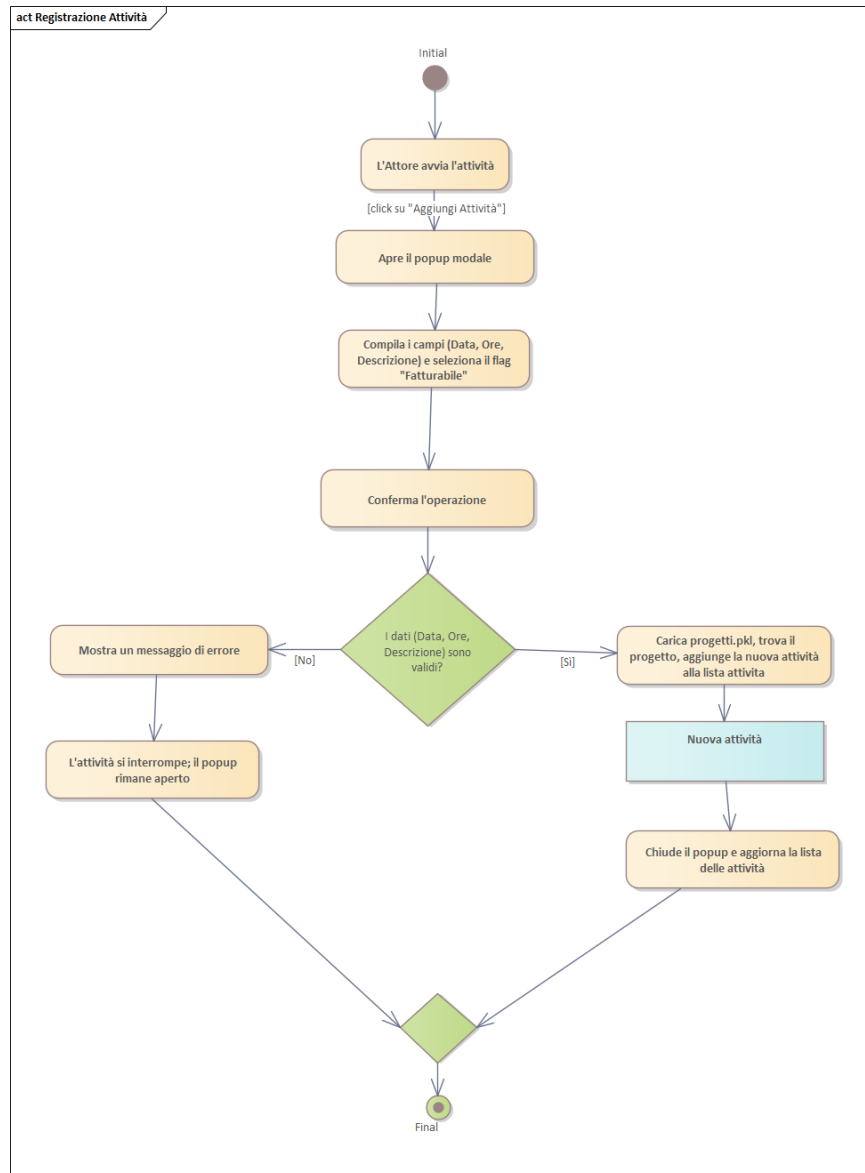 act Registrazione Attività
Initial
L'Attore avvia l'attività
[click su "Aggiungi Attività"]
Apre il popup modale
Compila i campi (Data, Ore,
Descrizione) e seleziona il flag
"Fatturabile"
Conferma l'operazione
I dati (Data, Ore,
Descrizione) sono
validi?
[No]
[Sì]
Mostra un messaggio di errore
L'attività si interrompe; il popup
rimane aperto
Carica progetti.pkl, trova il
progetto, aggiunge la nuova attività
alla lista attivita
Nuova attività
Chiude il popup e aggiorna la lista
delle attività
Final